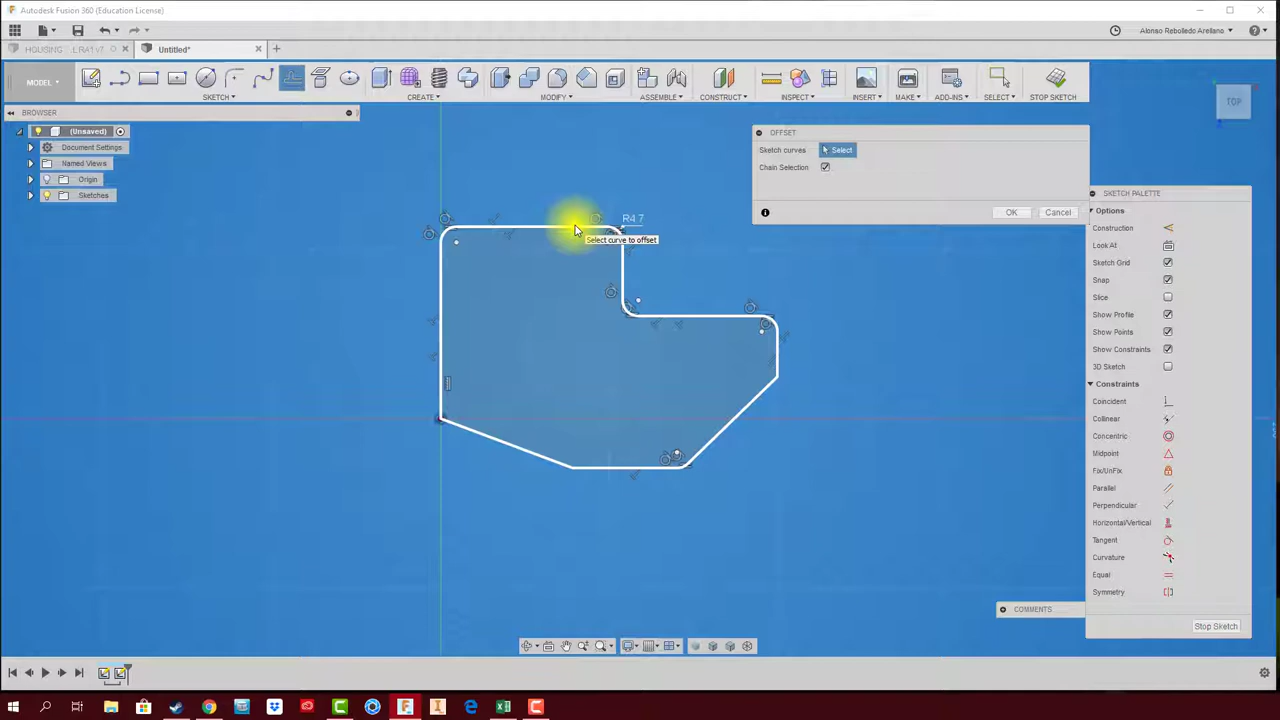 Autodesk Fusion 360 (Education License)
Alonso Rebolledo Arellano
HOUSING
Untitled*
MODEL
SKETCH
CREATE
MODIFY
ASSEMBLE
CONSTRUCT
INSPECT
INSERT
MAKE
ADD-INS
SELECT
STOP SKETCH
BROWSER
TOP
(Unsaved)
Document Settings
Named Views
Origin
Sketches
OFFSET
Sketch curves
Select
Chain Selection
OK
Cancel
R4.7
Select curve to offset
SKETCH PALETTE
Options
Construction
Look At
Sketch Grid
Snap
Slice
Show Profile
Show Points
Show Constraints
3D Sketch
Constraints
Coincident
Collinear
Concentric
Midpoint
Fix/UnFix
Parallel
Perpendicular
Horizontal/Vertical
Tangent
Curvature
Equal
Symmetry
COMMENTS
Stop Sketch